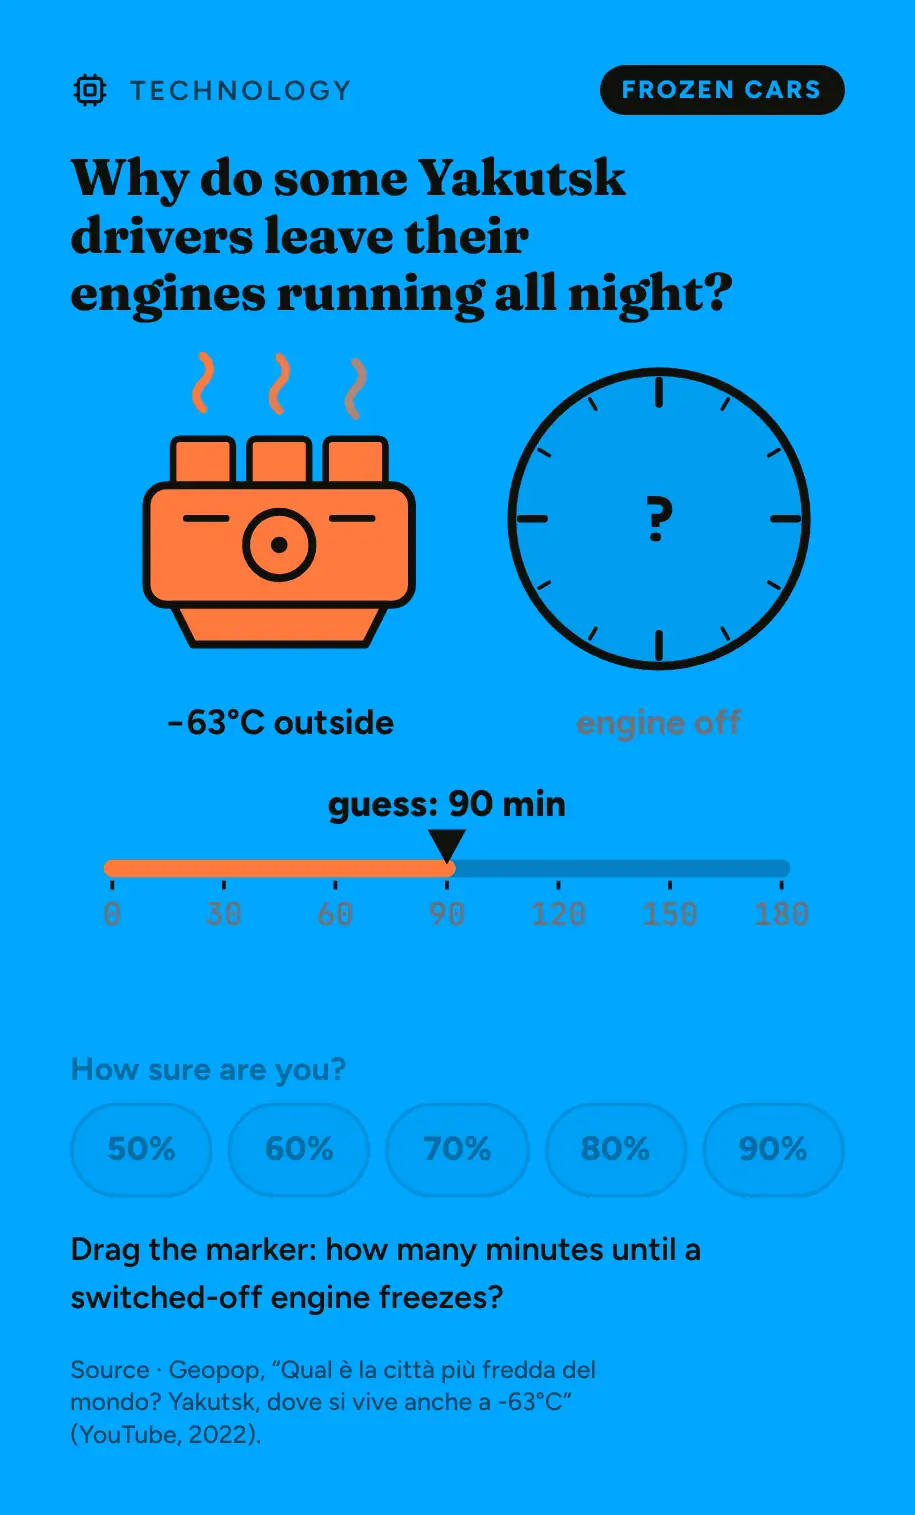 TECHNOLOGY
FROZEN CARS
Why do some Yakutsk
drivers leave their
engines running all night?
?
-63°C outside
engine off
guess: 90 min
0 30 60 90 120 150 180
How sure are you?
50% 60% 70% 80% 90%
Drag the marker: how many minutes until a
switched-off engine freezes?
Source · Geopop, “Qual è la città più fredda del
mondo? Yakutsk, dove si vive anche a -63°C”
(YouTube, 2022).